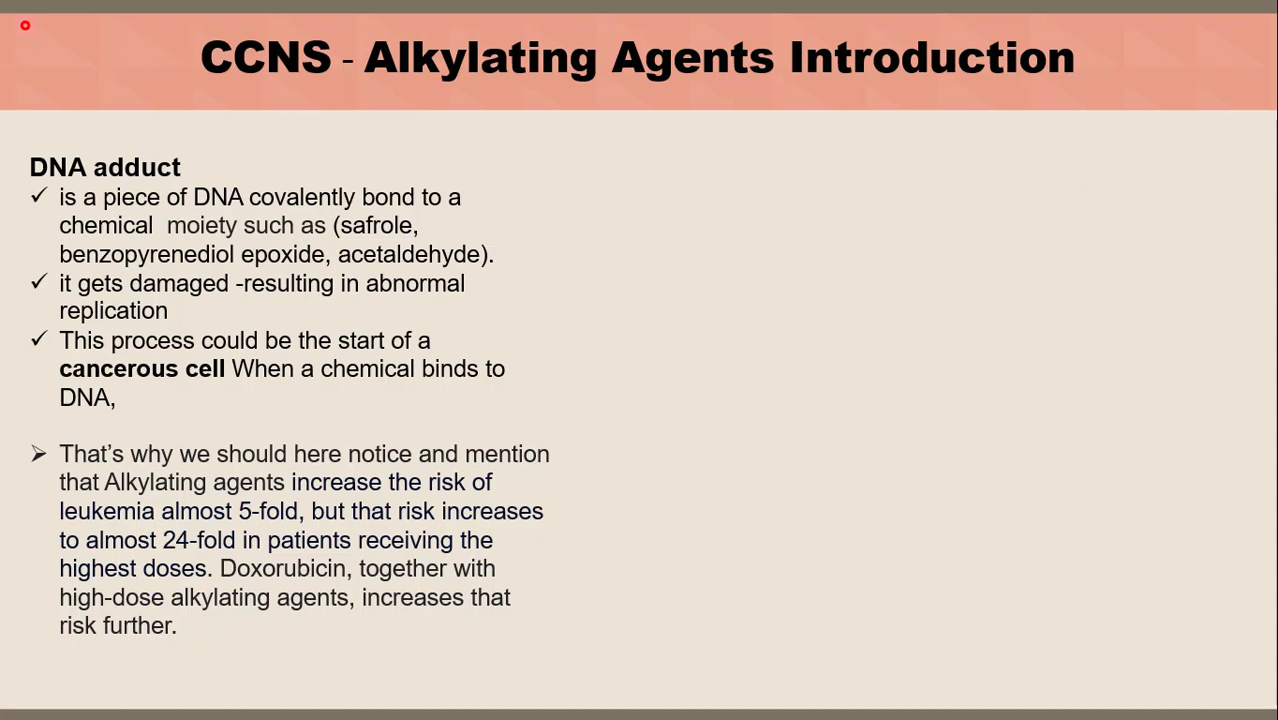 CCNS - Alkylating Agents Introduction
DNA adduct
✓ is a piece of DNA covalently bond to a
chemical moiety such as (safrole,
benzopyrenediol epoxide, acetaldehyde).
✓ it gets damaged -resulting in abnormal
replication
✓ This process could be the start of a
cancerous cell When a chemical binds to
DNA,
➢ That’s why we should here notice and mention
that Alkylating agents increase the risk of
leukemia almost 5-fold, but that risk increases
to almost 24-fold in patients receiving the
highest doses. Doxorubicin, together with
high-dose alkylating agents, increases that
risk further.